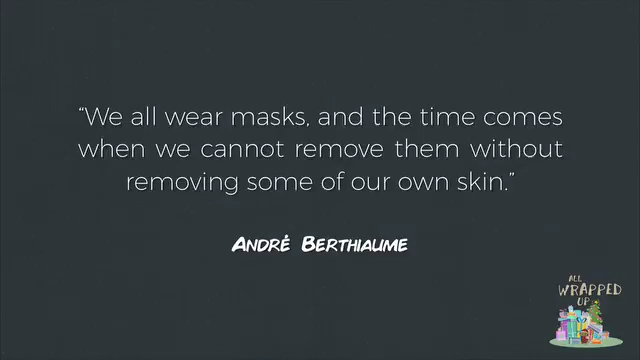 “We all wear masks, and the time comes
when we cannot remove them without
removing some of our own skin.”
ANDRÉ BERTHIAUME
ALL
WRAPPED
UP